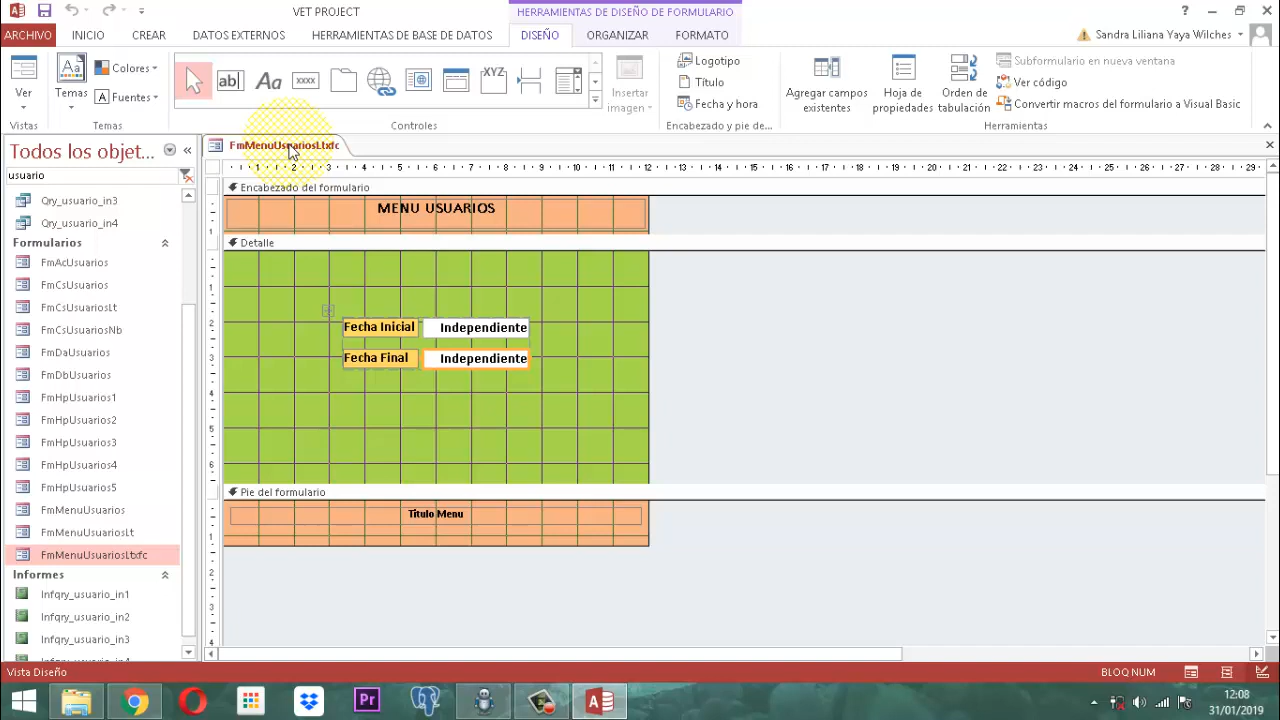 VET PROJECT
HERRAMIENTAS DE DISEÑO DE FORMULARIO
?
ARCHIVO INICIO CREAR DATOS EXTERNOS HERRAMIENTAS DE BASE DE DATOS DISEÑO ORGANIZAR FORMATO
Sandra Liliana Yaya Wilches
Ver
Temas
Colores
Fuentes
ab
Aa
XXXX
XYZ
Insertar imagen
Logotipo
Título
Fecha y hora
Agregar campos existentes
Hoja de propiedades
Orden de tabulación
Subformulario en nueva ventana
Ver código
Convertir macros del formulario a Visual Basic
Vistas Temas Controles Encabezado y pie de... Herramientas
Todos los objet...
usuario
Qry_usuario_in3
Qry_usuario_in4
Formularios
FmAcUsuarios
FmCsUsuarios
FmCsUsuariosLt
FmCsUsuariosNb
FmDaUsuarios
FmDbUsuarios
FmHpUsuarios1
FmHpUsuarios2
FmHpUsuarios3
FmHpUsuarios4
FmHpUsuarios5
FmMenuUsuarios
FmMenuUsuariosLt
FmMenuUsuariosLtxfc
Informes
Infqry_usuario_in1
Infqry_usuario_in2
Infqry_usuario_in3
FmMenuUsuariosLtxfc
Encabezado del formulario
MENU USUARIOS
Detalle
Fecha Inicial Independiente
Fecha Final Independiente
Pie del formulario
Titulo Menu
Vista Diseño
BLOQ NUM
Pr
12:08
31/01/2019